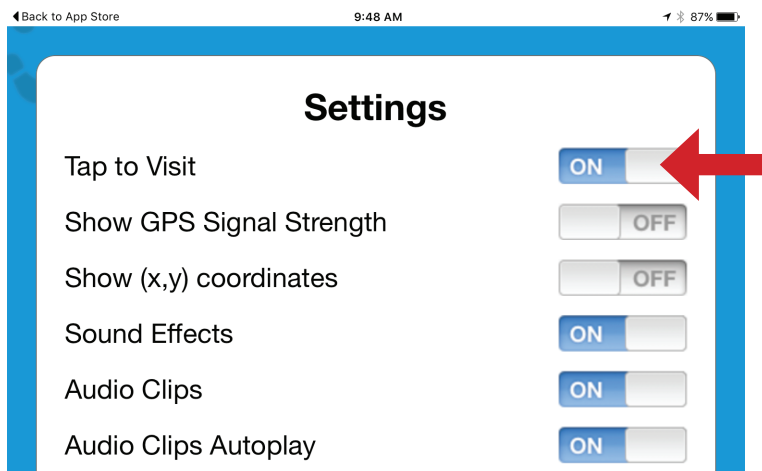 Back to App Store 9:48 AM 87%
Settings
Tap to Visit ON
Show GPS Signal Strength OFF
Show (x,y) coordinates OFF
Sound Effects ON
Audio Clips ON
Audio Clips Autoplay ON